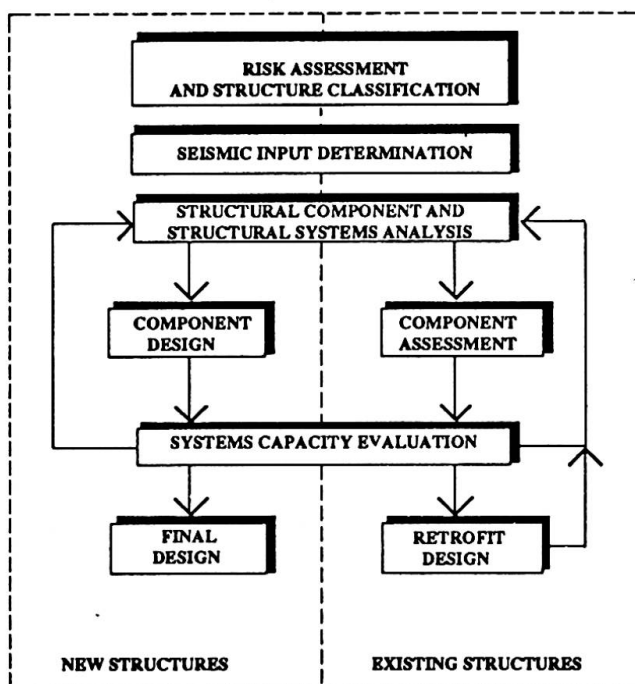 RISK ASSESSMENT
AND STRUCTURE CLASSIFICATION
SEISMIC INPUT DETERMINATION
STRUCTURAL COMPONENT AND
STRUCTURAL SYSTEMS ANALYSIS
COMPONENT
DESIGN
COMPONENT
ASSESSMENT
SYSTEMS CAPACITY EVALUATION
FINAL
DESIGN
RETROFIT
DESIGN
NEW STRUCTURES
EXISTING STRUCTURES